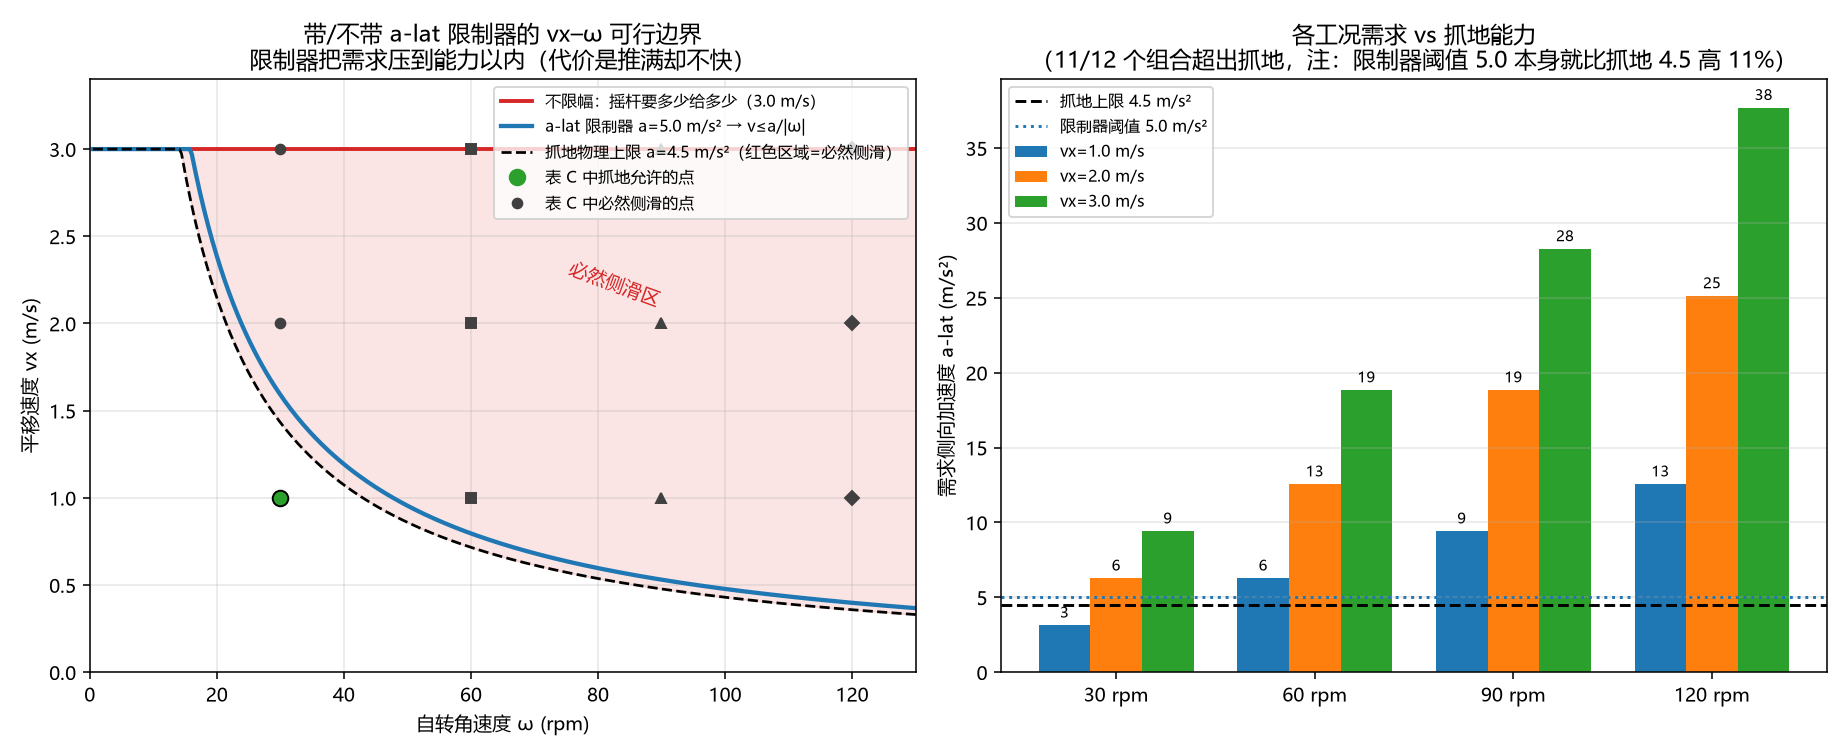 带/不带 a-lat 限制器的 vx–ω 可行边界
限制器把需求压到能力以内（代价是推满却不快）
不限幅：摇杆要多少给多少（3.0 m/s）
a-lat 限制器 a=5.0 m/s² → v≤a/|ω|
抓地物理上限 a=4.5 m/s²（红色区域=必然侧滑）
表 C 中抓地允许的点
表 C 中必然侧滑的点
必然侧滑区
平移速度 vx (m/s)
3.0
2.5
2.0
1.5
1.0
0.5
0.0
0
20
40
60
80
100
120
自转角速度 ω (rpm)
各工况需求 vs 抓地能力
（11/12 个组合超出抓地，注：限制器阈值 5.0 本身就比抓地 4.5 高 11%）
抓地上限 4.5 m/s²
限制器阈值 5.0 m/s²
vx=1.0 m/s
vx=2.0 m/s
vx=3.0 m/s
需求侧向加速度 a-lat (m/s²)
35
30
25
20
15
10
5
0
3
6
9
6
13
19
9
19
28
13
25
38
30 rpm
60 rpm
90 rpm
120 rpm